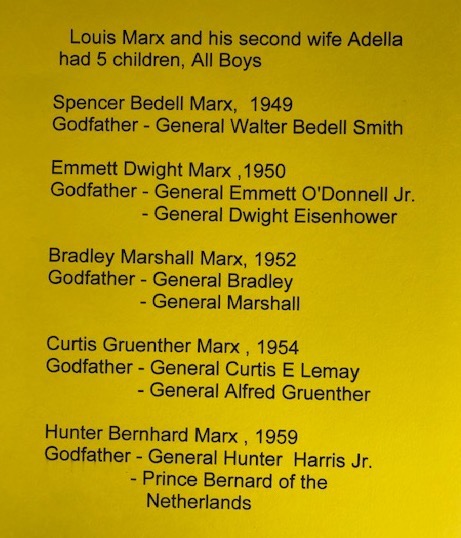 Louis Marx and his second wife Adella
had 5 children, All Boys
Spencer Bedell Marx, 1949
Godfather - General Walter Bedell Smith
Emmett Dwight Marx ,1950
Godfather - General Emmett O'Donnell Jr.
- General Dwight Eisenhower
Bradley Marshall Marx, 1952
Godfather - General Bradley
- General Marshall
Curtis Gruenther Marx , 1954
Godfather - General Curtis E Lemay
- General Alfred Gruenther
Hunter Bernhard Marx , 1959
Godfather - General Hunter Harris Jr.
- Prince Bernard of the
Netherlands